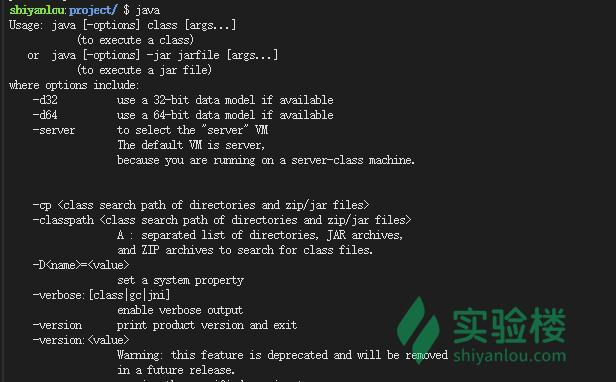 shiyanlou:project/ $ java
Usage: java [-options] class [args...]
(to execute a class)
or java [-options] -jar jarfile [args...]
(to execute a jar file)
where options include:
-d32 use a 32-bit data model if available
-d64 use a 64-bit data model if available
-server to select the "server" VM
The default VM is server,
because you are running on a server-class machine.
-cp <class search path of directories and zip/jar files>
-classpath <class search path of directories and zip/jar files>
A : separated list of directories, JAR archives,
and ZIP archives to search for class files.
-D<name>=<value>
set a system property
-verbose:[class|gc|jni]
enable verbose output
-version print product version and exit
-version:<value>
Warning: this feature is deprecated and will be removed
in a future release.
实验楼
shiyanlou.com